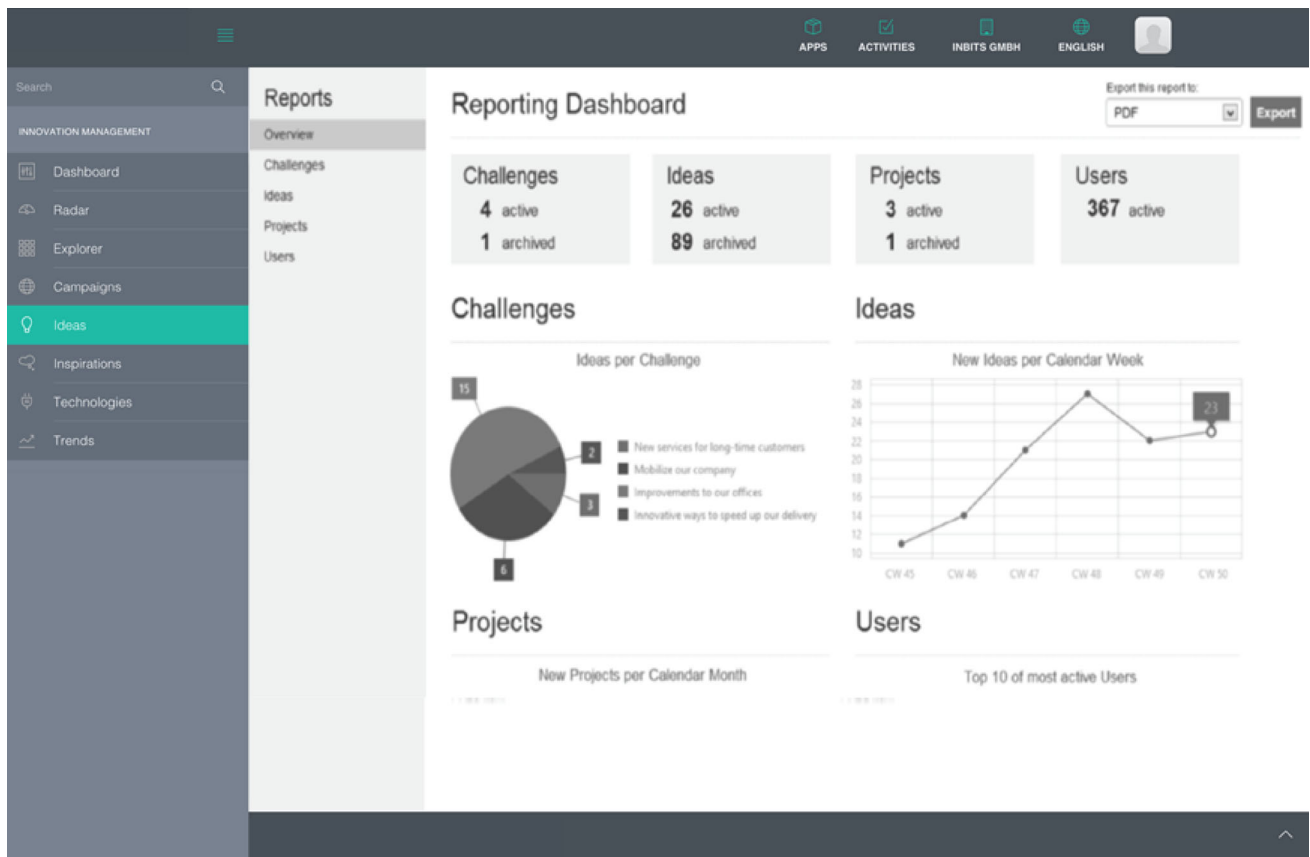 APPS
ACTIVITIES
INBITS GMBH
ENGLISH
Search
INNOVATION MANAGEMENT
Dashboard
Radar
Explorer
Campaigns
Ideas
Inspirations
Technologies
Trends
Reports
Overview
Challenges
Ideas
Projects
Users
Reporting Dashboard
Export this report to:
PDF
Export
Challenges
4 active
1 archived
Ideas
26 active
89 archived
Projects
3 active
1 archived
Users
367 active
Challenges
Ideas per Challenge
15
2
3
6
New services for long-time customers
Mobilize our company
Improvements to our offices
Innovative ways to speed up our delivery
Ideas
New Ideas per Calendar Week
28
26
24
22
20
18
16
14
12
10
23
CW 45 CW 46 CW 47 CW 48 CW 49 CW 50
Projects
New Projects per Calendar Month
Users
Top 10 of most active Users